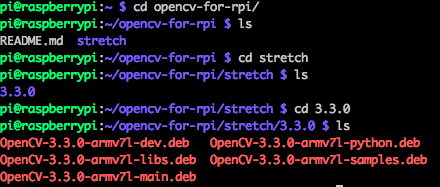 pi@raspberrypi:~ $ cd opencv-for-rpi/
pi@raspberrypi:~/opencv-for-rpi $ ls
README.md  stretch
pi@raspberrypi:~/opencv-for-rpi $ cd stretch
pi@raspberrypi:~/opencv-for-rpi/stretch $ ls
3.3.0
pi@raspberrypi:~/opencv-for-rpi/stretch $ cd 3.3.0
pi@raspberrypi:~/opencv-for-rpi/stretch/3.3.0 $ ls
OpenCV-3.3.0-armv7l-dev.deb   OpenCV-3.3.0-armv7l-python.deb
OpenCV-3.3.0-armv7l-libs.deb  OpenCV-3.3.0-armv7l-samples.deb
OpenCV-3.3.0-armv7l-main.deb